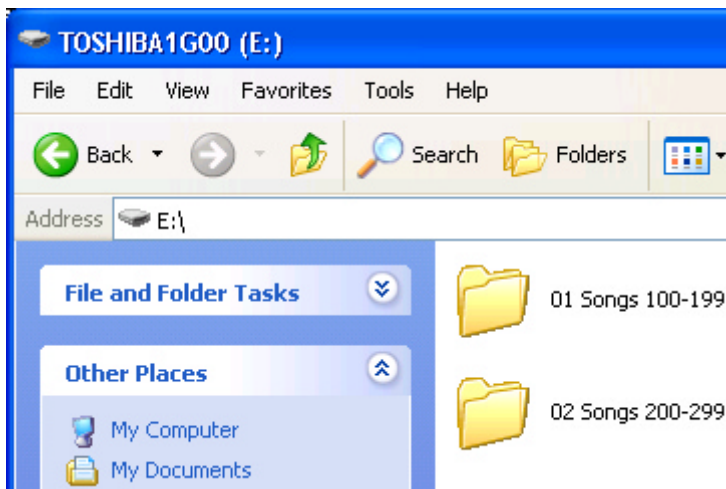 TOSHIBA1G00 (E:)
File Edit View Favorites Tools Help
Back Search Folders
Address E:\
File and Folder Tasks
01 Songs 100-199
Other Places
02 Songs 200-299
My Computer
My Documents